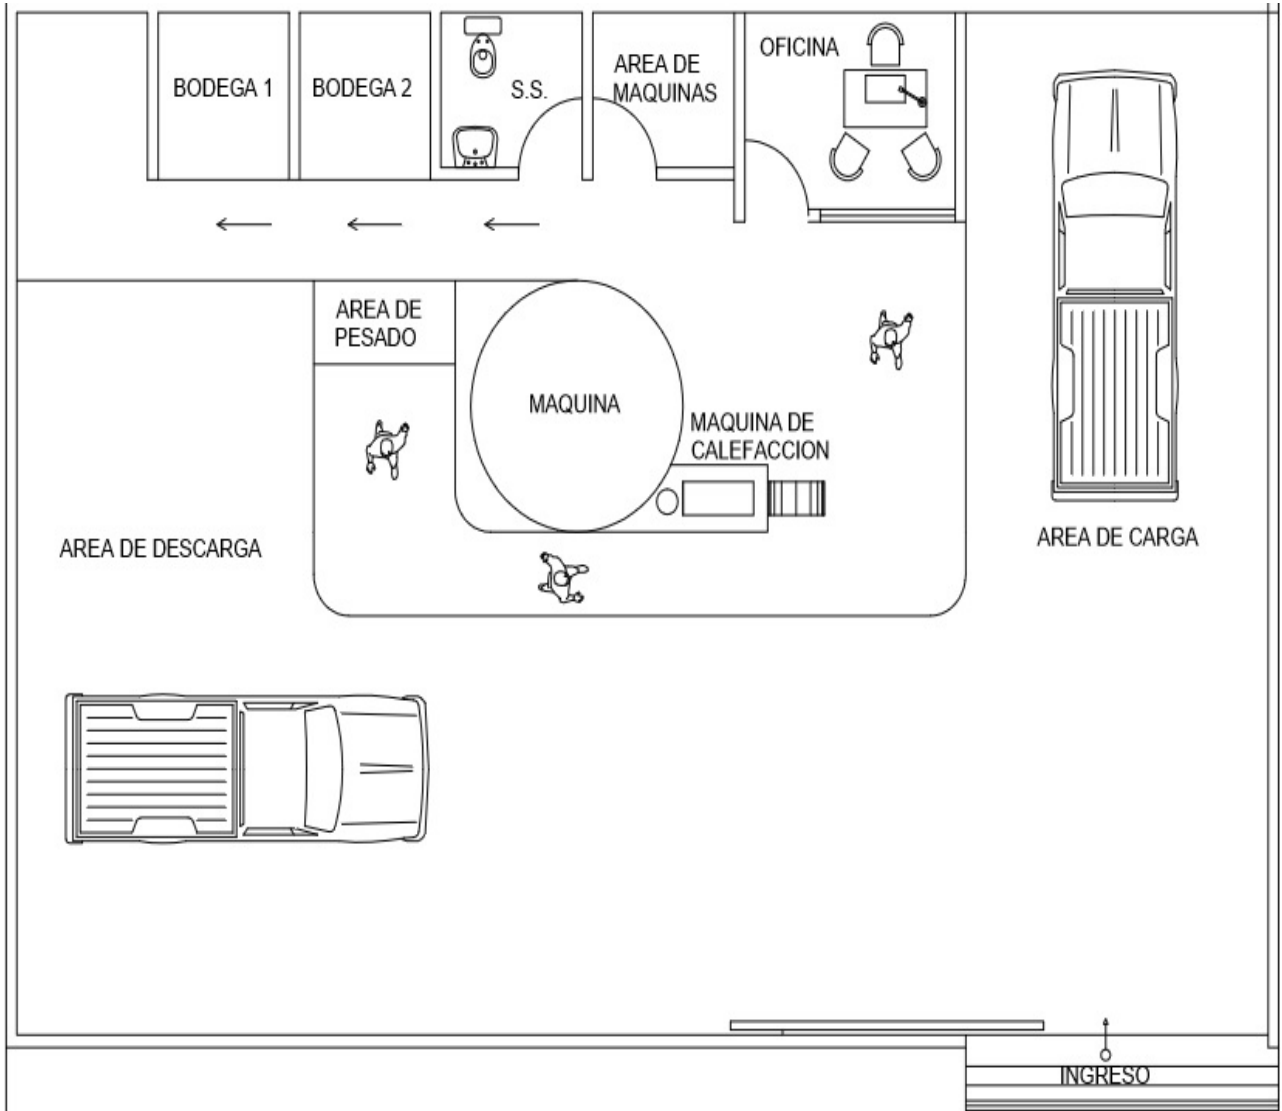 BODEGA 1
BODEGA 2
S.S.
AREA DE
MAQUINAS
OFICINA
AREA DE
PESADO
MAQUINA
MAQUINA DE
CALEFACCION
AREA DE DESCARGA
AREA DE CARGA
INGRESO